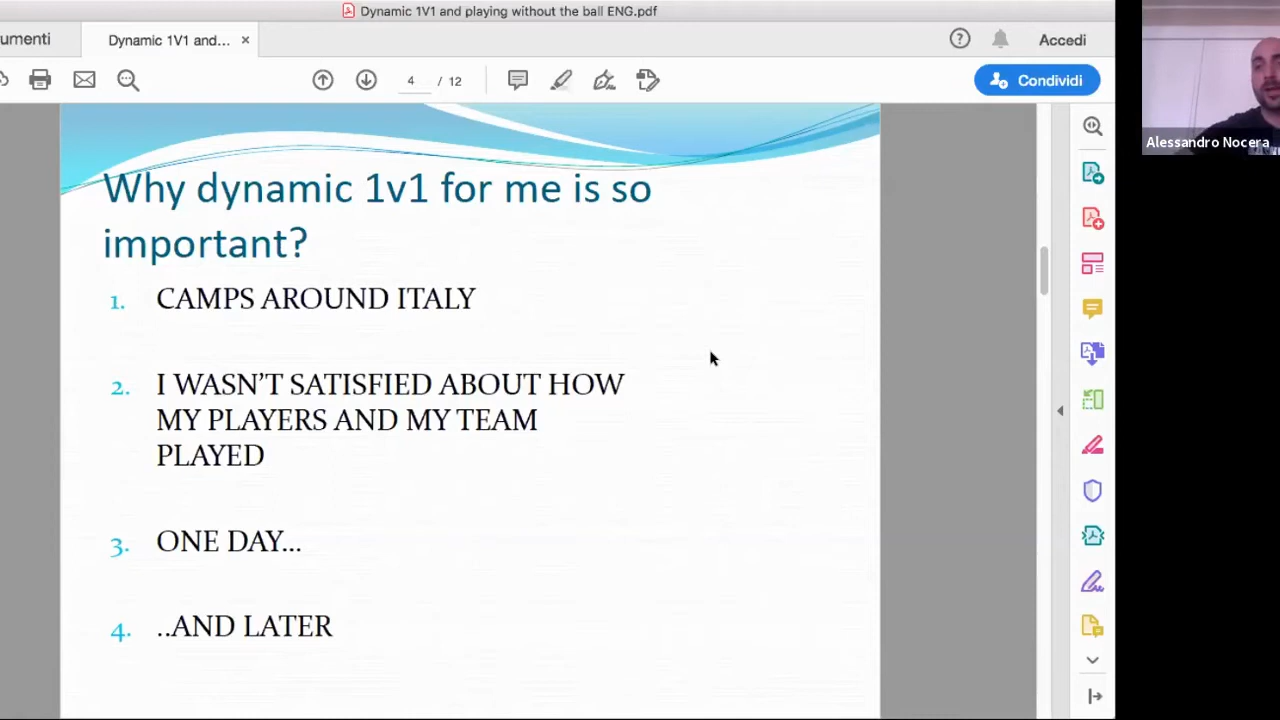 Dynamic 1V1 and playing without the ball ENG.pdf
umenti
Dynamic 1V1 and... ×
? Accedi
4 / 12
Condividi
Alessandro Nocera
Why dynamic 1v1 for me is so
important?
1. CAMPS AROUND ITALY
2. I WASN'T SATISFIED ABOUT HOW
MY PLAYERS AND MY TEAM
PLAYED
3. ONE DAY...
4. ..AND LATER